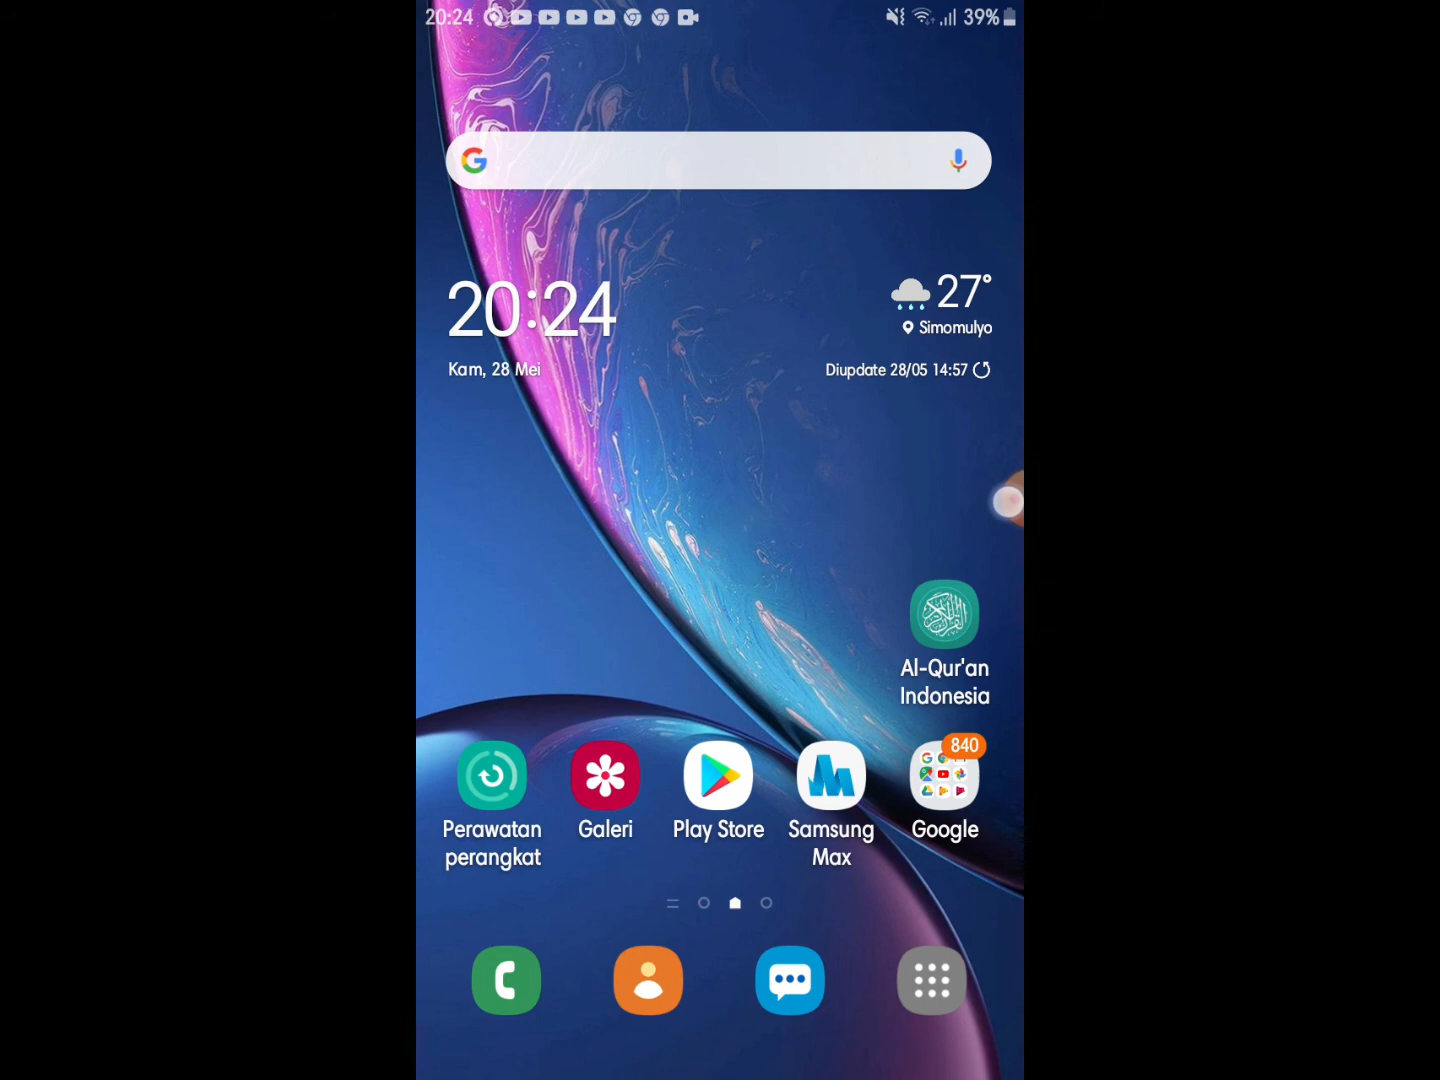 20:24
39%
20:24
27°
Simomulyo
Kam, 28 Mei
Diupdate 28/05 14:57
Al-Qur'an
Indonesia
840
Perawatan
perangkat
Galeri
Play Store
Samsung
Max
Google